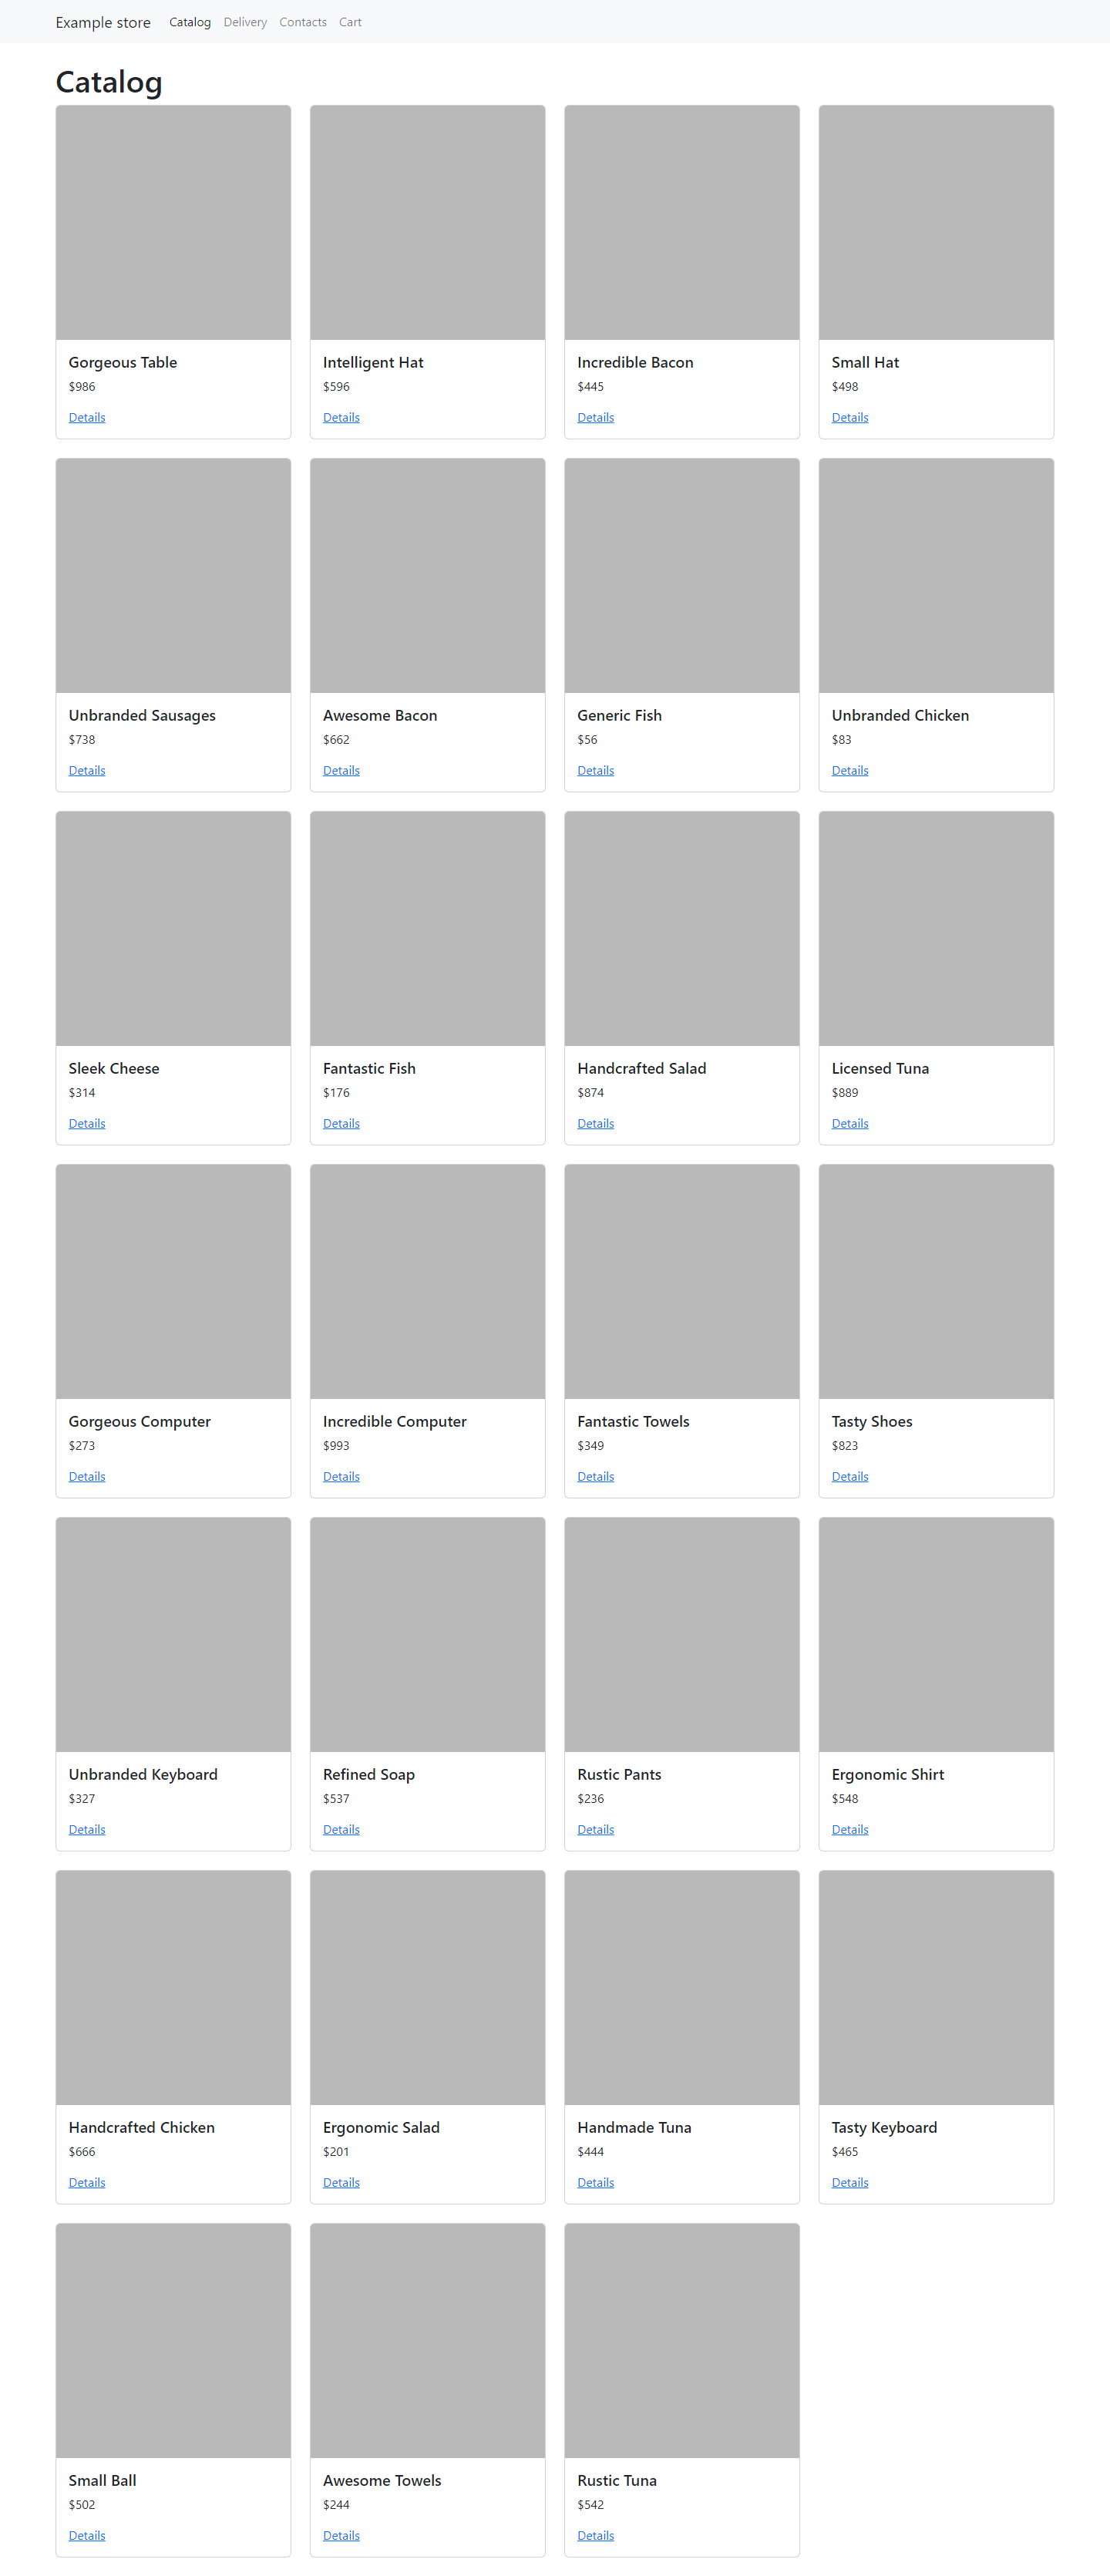 Example store Catalog Delivery Contacts Cart
Catalog
Gorgeous Table
$986
Details
Intelligent Hat
$596
Details
Incredible Bacon
$445
Details
Small Hat
$498
Details
Unbranded Sausages
$738
Details
Awesome Bacon
$662
Details
Generic Fish
$56
Details
Unbranded Chicken
$83
Details
Sleek Cheese
$314
Details
Fantastic Fish
$176
Details
Handcrafted Salad
$874
Details
Licensed Tuna
$889
Details
Gorgeous Computer
$273
Details
Incredible Computer
$993
Details
Fantastic Towels
$349
Details
Tasty Shoes
$823
Details
Unbranded Keyboard
$327
Details
Refined Soap
$537
Details
Rustic Pants
$236
Details
Ergonomic Shirt
$548
Details
Handcrafted Chicken
$666
Details
Ergonomic Salad
$201
Details
Handmade Tuna
$444
Details
Tasty Keyboard
$465
Details
Small Ball
$502
Details
Awesome Towels
$244
Details
Rustic Tuna
$542
Details